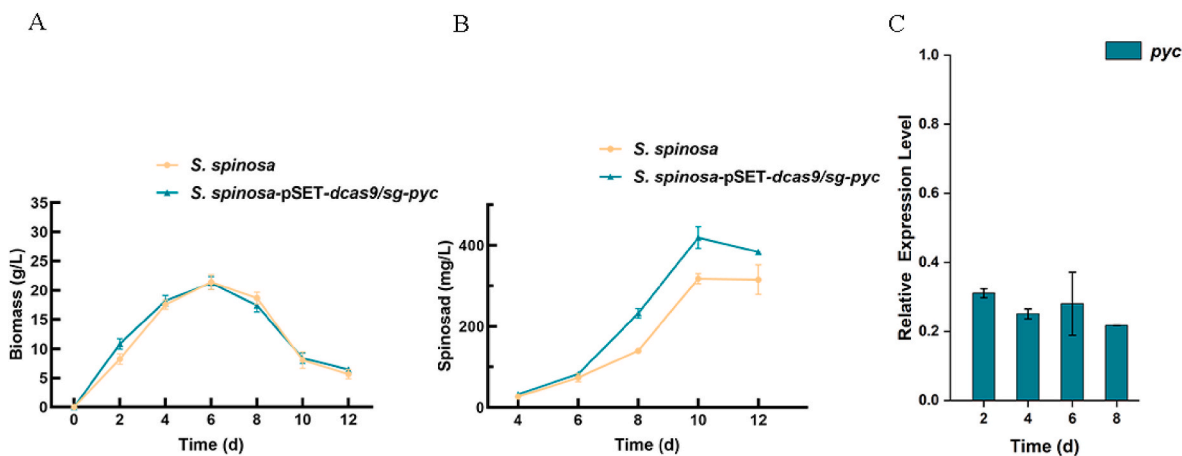 A
S. spinosa
S. spinosa-pSET-dcas9/sg-pyc
Biomass (g/L)
35
30
25
20
15
10
5
0
0 2 4 6 8 10 12
Time (d)
B
S. spinosa
S. spinosa-pSET-dcas9/sg-pyc
Spinosad (mg/L)
400
200
0
4 6 8 10 12
Time (d)
C
pyc
Relative Expression Level
1.0
0.8
0.6
0.4
0.2
0.0
2 4 6 8
Time (d)